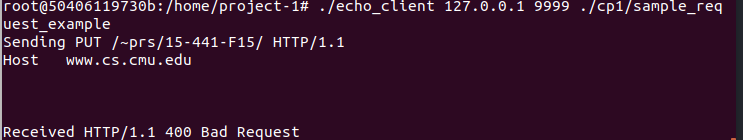 root@50406119730b:/home/project-1# ./echo_client 127.0.0.1 9999 ./cp1/sample_req
uest_example
Sending PUT /~prs/15-441-F15/ HTTP/1.1
Host   www.cs.cmu.edu
Received HTTP/1.1 400 Bad Request